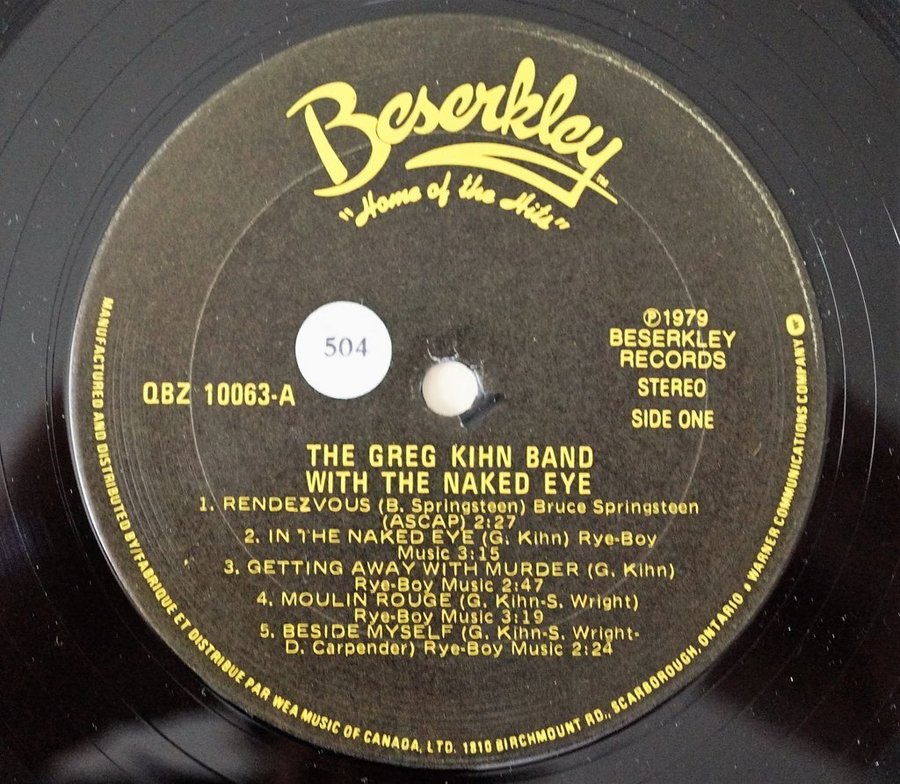 Beserkley™
"Home of the Hits"
504
QBZ 10063-A
Ⓟ1979
BESERKLEY
RECORDS
STEREO
SIDE ONE
THE GREG KIHN BAND
WITH THE NAKED EYE
1. RENDEZVOUS (B. Springsteen) Bruce Springsteen
(ASCAP) 2:27
2. IN THE NAKED EYE (G. Kihn) Rye-Boy
Music 3:15
3. GETTING AWAY WITH MURDER (G. Kihn)
Rye-Boy Music 2:47
4. MOULIN ROUGE (G. Kihn-S. Wright)
Rye-Boy Music 3:19
5. BESIDE MYSELF (G. Kihn-S. Wright-
D. Carpender) Rye-Boy Music 2:24
MANUFACTURED AND DISTRIBUTED BY/FABRIQUE ET DISTRIBUE PAR WEA MUSIC OF CANADA, LTD. 1810 BIRCHMOUNT RD., SCARBOROUGH, ONTARIO • WARNER COMMUNICATIONS COMPANY